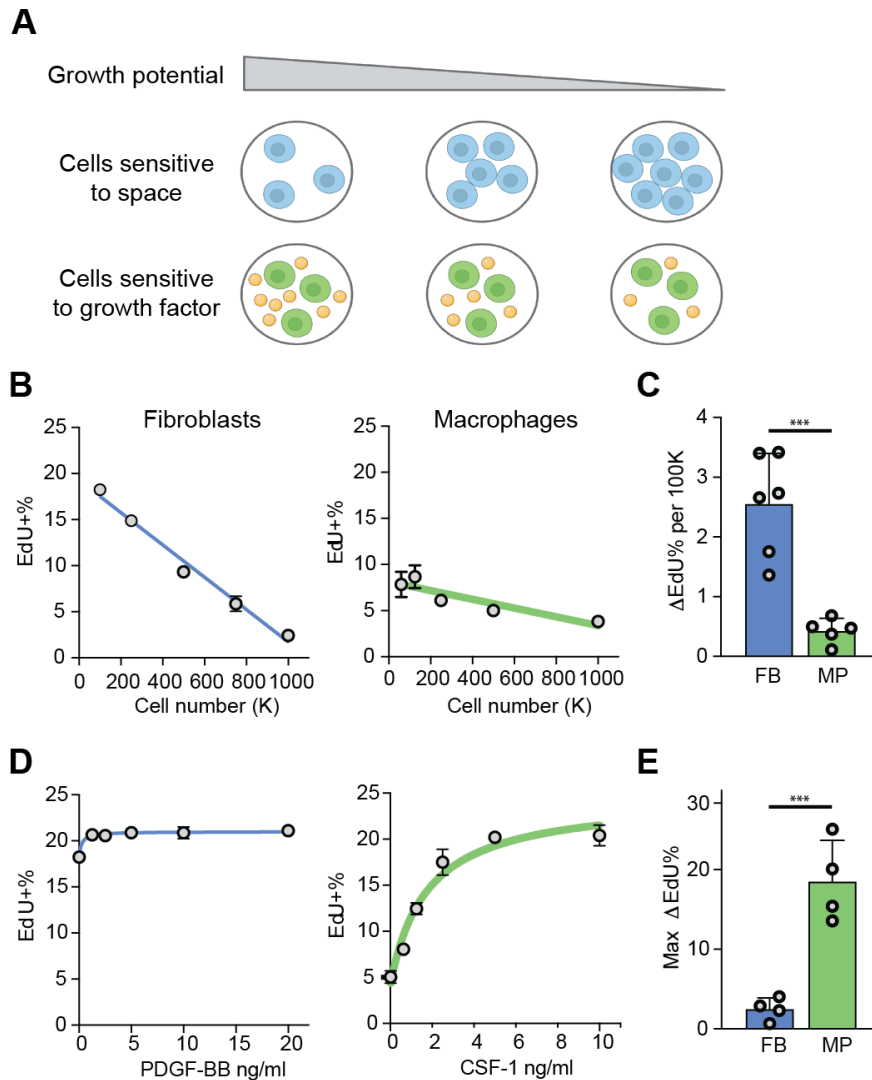 A
Growth potential
Cells sensitive
to space
Cells sensitive
to growth factor
B
Fibroblasts
EdU+%
25
20
15
10
5
0
0 200 400 600 800 1000
Cell number (K)
Macrophages
EdU+%
25
20
15
10
5
0
0 200 400 600 800 1000
Cell number (K)
C
ΔEdU% per 100K
4
3
2
1
0
***
FB MP
D
EdU+%
25
20
15
10
5
0
0 5 10 15 20
PDGF-BB ng/ml
EdU+%
25
20
15
10
5
0
0 2 4 6 8 10
CSF-1 ng/ml
E
Max ΔEdU%
30
20
10
0
***
FB MP